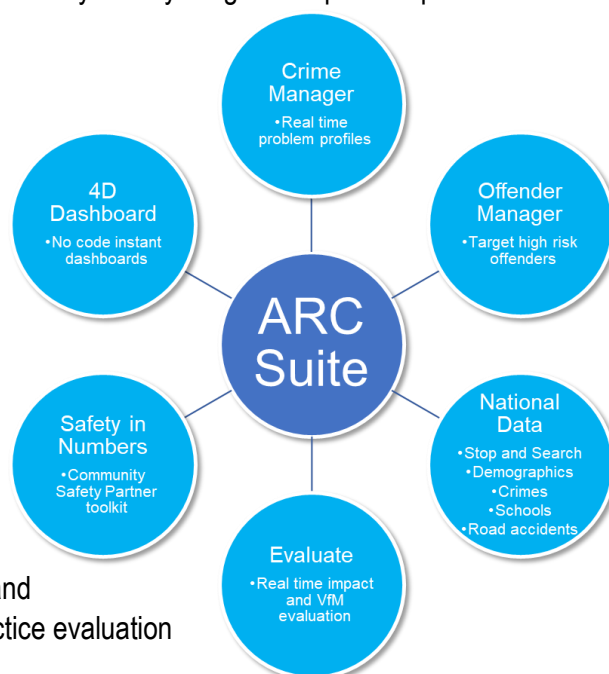 Crime
Manager
•Real time
problem profiles
4D
Dashboard
•No code instant
dashboards
Offender
Manager
•Target high risk
offenders
ARC
Suite
Safety in
Numbers
•Community
Safety Partner
toolkit
National
Data
•Stop and Search
•Demographics
•Crimes
•Schools
•Road accidents
Evaluate
•Real time impact
and VfM
evaluation
and
ctice evaluation